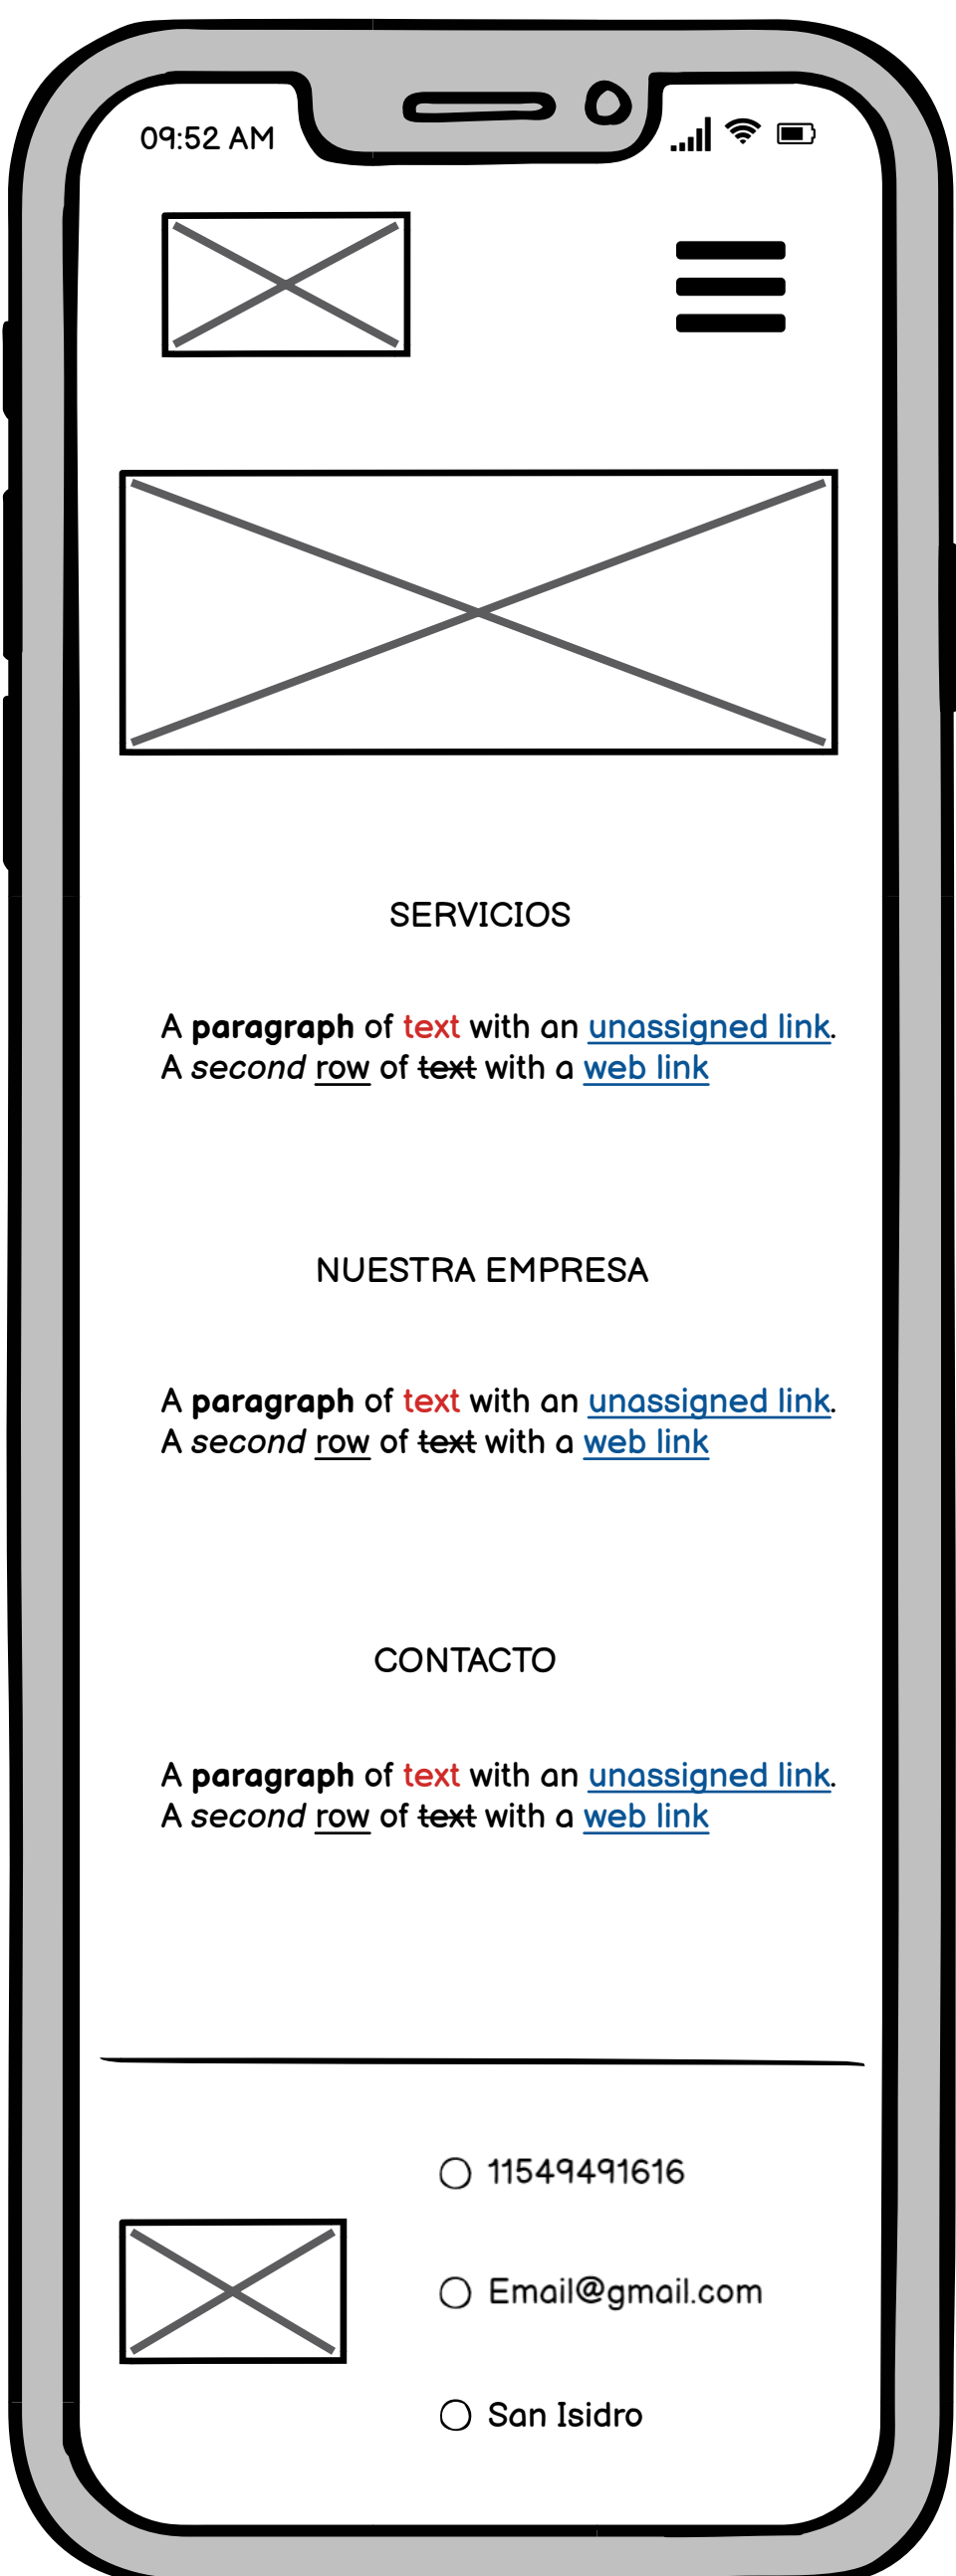 09:52 AM
SERVICIOS
A paragraph of text with an unassigned link.
A second row of text with a web link
NUESTRA EMPRESA
A paragraph of text with an unassigned link.
A second row of text with a web link
CONTACTO
A paragraph of text with an unassigned link.
A second row of text with a web link
11549491616
Email@gmail.com
San Isidro